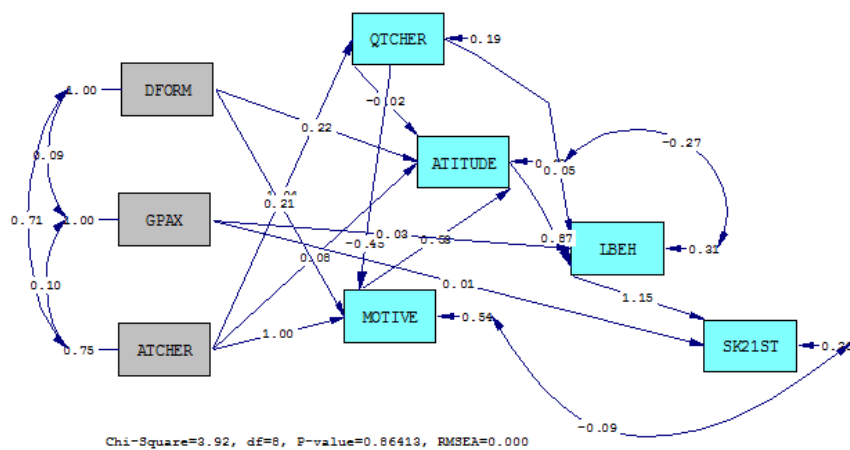 QTCHER
0.19
1.00
DFORM
-0.02
0.22
-0.27
0.09
ATITUDE
0.05
0.21
0.71
1.00
GPAX
0.03
-0.45
0.87
LBEH
0.31
0.08
0.10
0.01
1.15
MOTIVE
0.54
1.00
0.75
ATCHER
SK21ST
-0.09
Chi-Square=3.92, df=8, P-value=0.86413, RMSEA=0.000